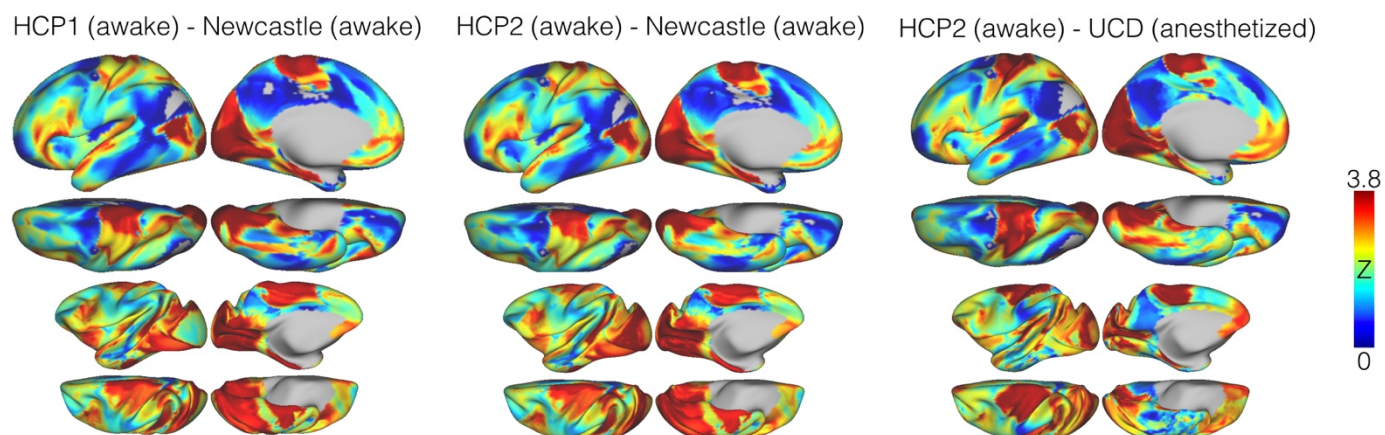 HCP1 (awake) - Newcastle (awake)
HCP2 (awake) - Newcastle (awake)
HCP2 (awake) - UCD (anesthetized)
3.8
Z
0